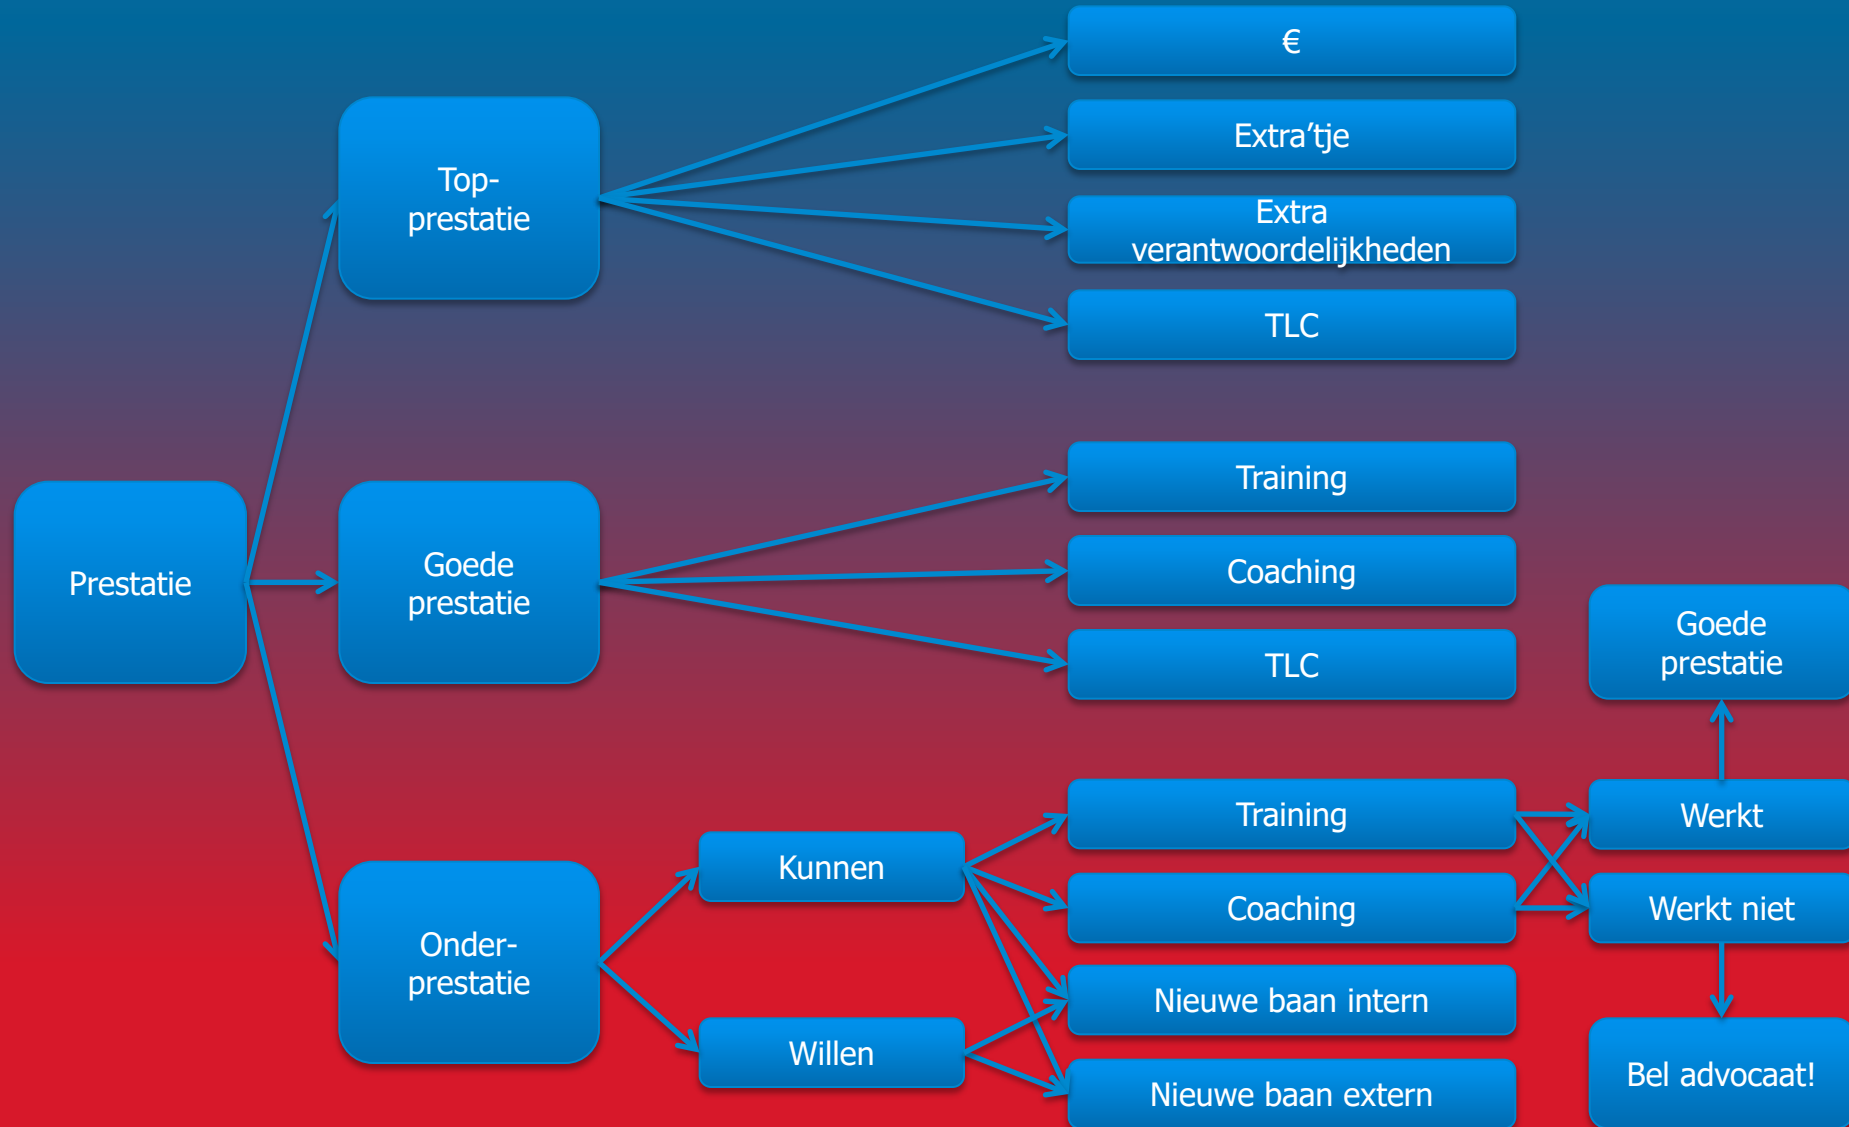 €
Extra’tje
Extra
verantwoordelijkheden
TLC
Top-
prestatie
Training
Coaching
TLC
Prestatie
Goede
prestatie
Goede
prestatie
Onder-
prestatie
Kunnen
Willen
Training
Coaching
Nieuwe baan intern
Nieuwe baan extern
Werkt
Werkt niet
Bel advocaat!